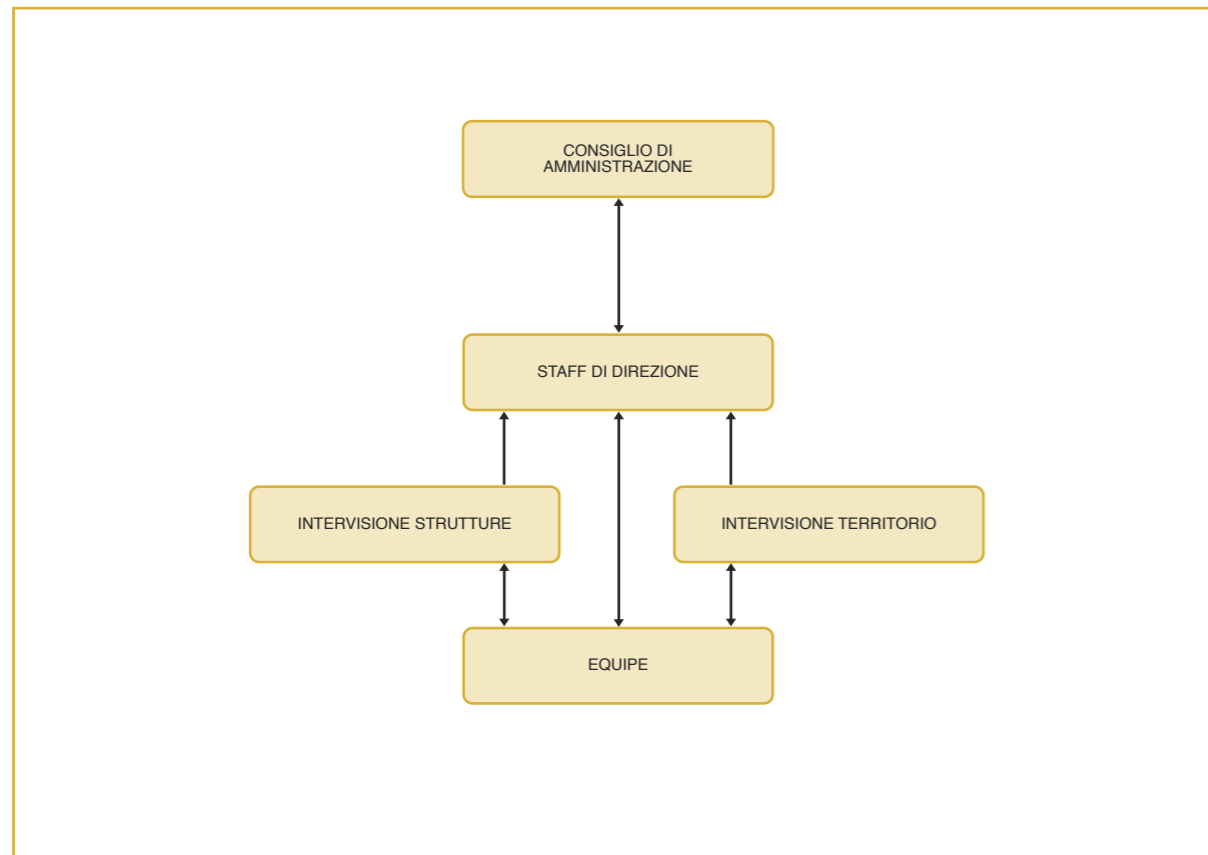 CONSIGLIO DI
AMMINISTRAZIONE
STAFF DI DIREZIONE
INTERVISIONE STRUTTURE
INTERVISIONE TERRITORIO
EQUIPE